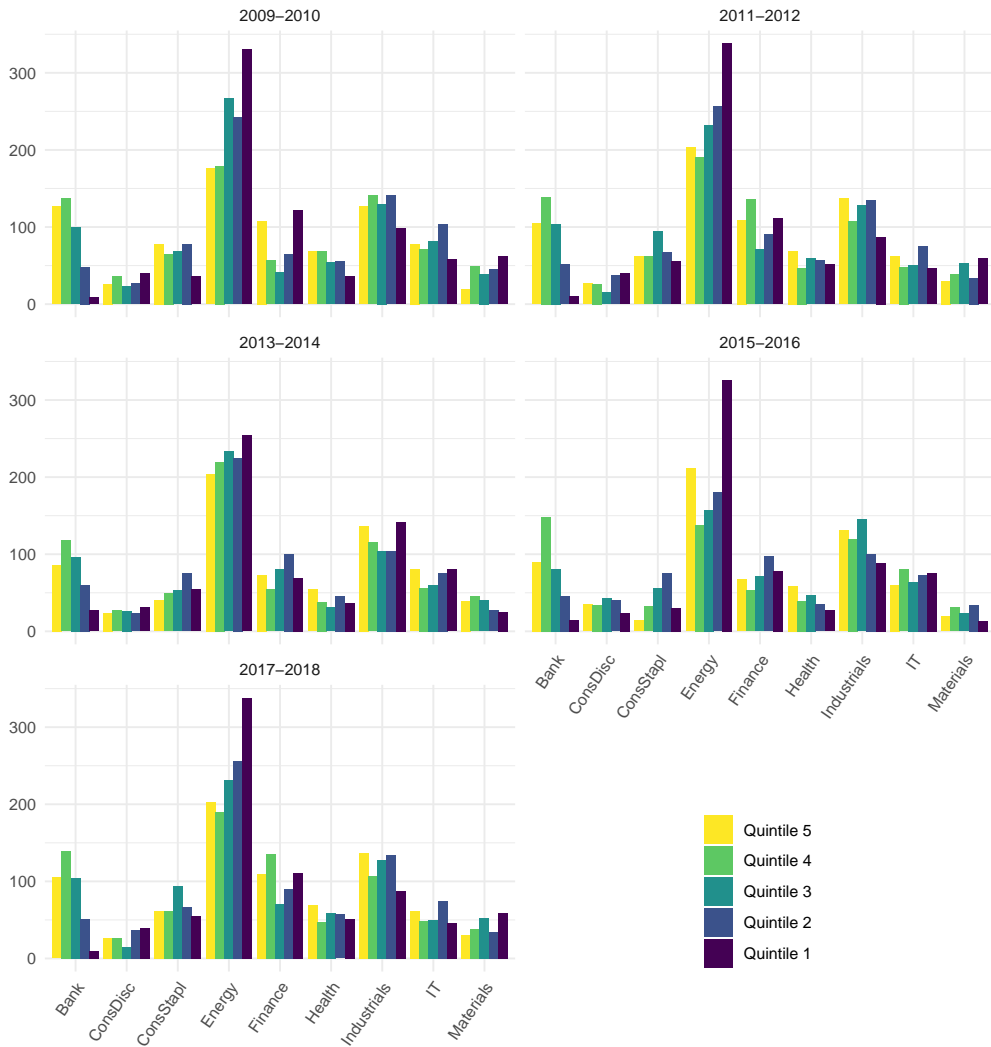 2009–2010
2011–2012
300
200
100
0
2013–2014
2015–2016
300
200
100
0
Bank
ConsDisc
ConsStapl
Energy
Finance
Health
Industrials
IT
Materials
2017–2018
300
200
100
0
Quintile 5
Quintile 4
Quintile 3
Quintile 2
Quintile 1
Bank
ConsDisc
ConsStapl
Energy
Finance
Health
Industrials
IT
Materials